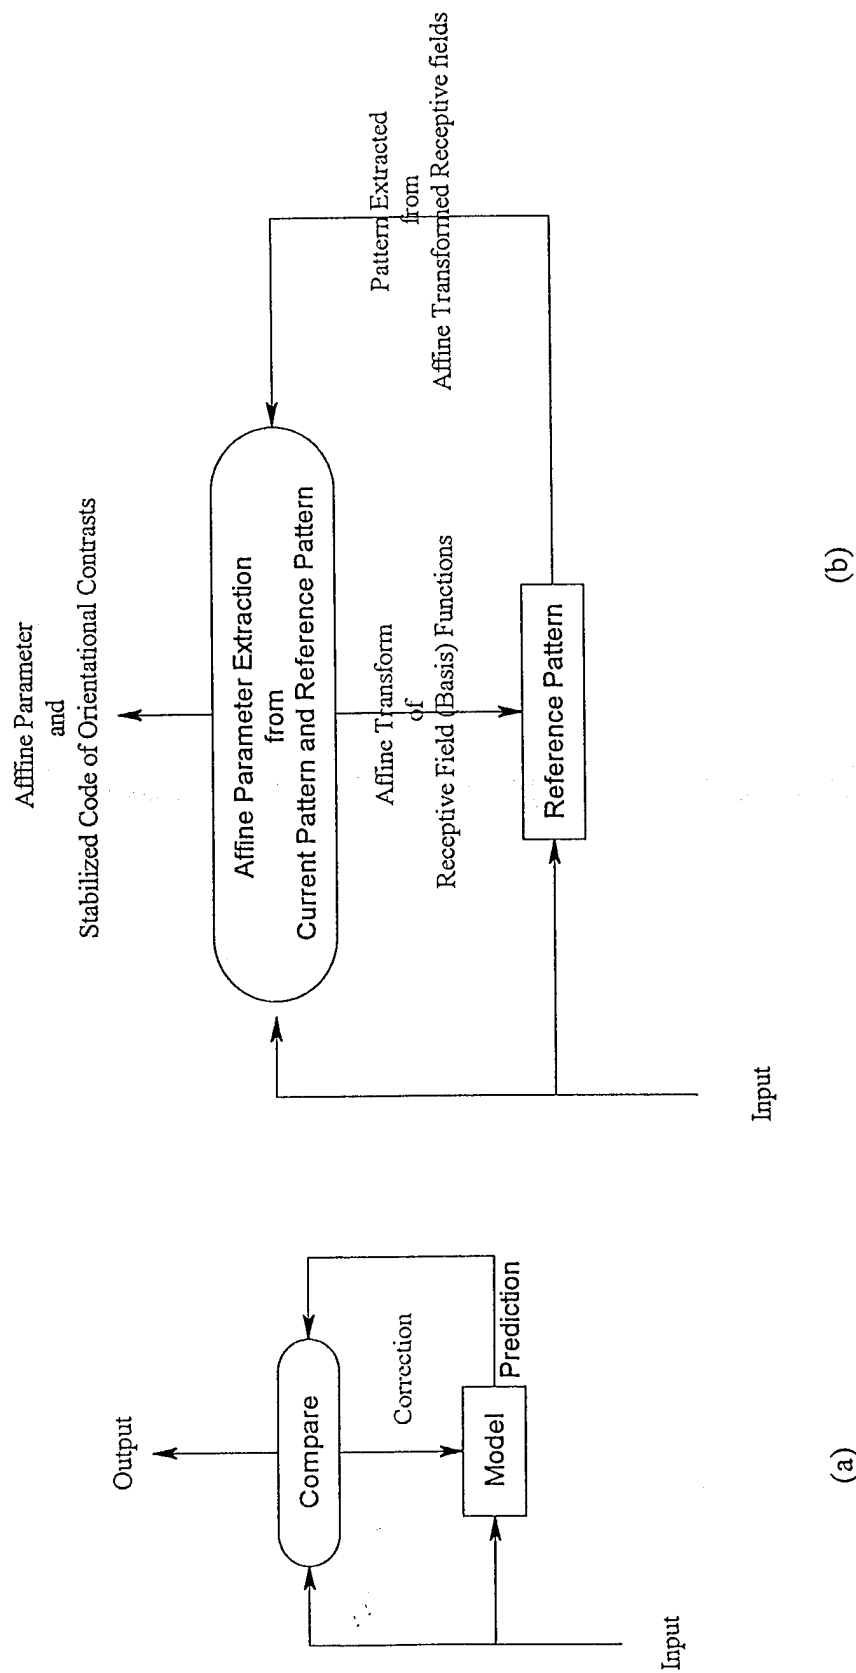 Output
Compare
Correction
Model
Prediction
Input
(a)
Afffine Parameter
and
Stabilized Code of Orientational Contrasts
Affine Parameter Extraction
from
Current Pattern and Reference Pattern
Affine Transform
of
Receptive Field (Basis) Functions
Pattern Extracted
from
Affine Transformed Receptive fields
Reference Pattern
Input
(b)